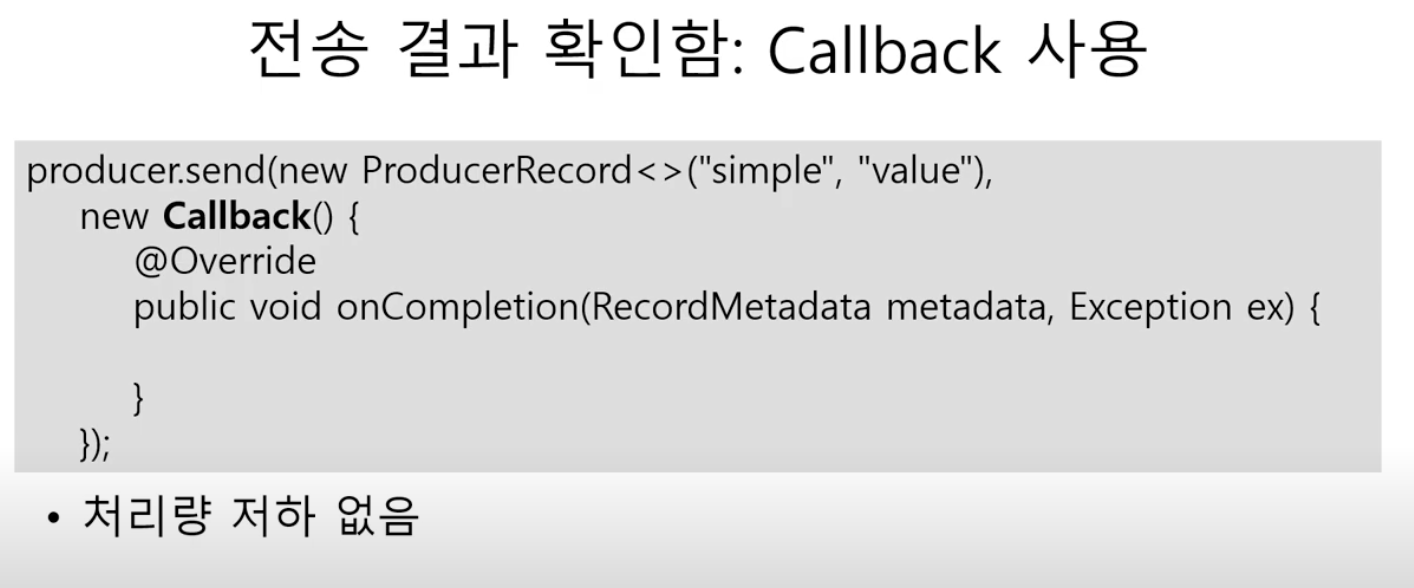 전송 결과 확인함: Callback 사용
producer.send(new ProducerRecord<>("simple", "value"),
new Callback() {
@Override
public void onCompletion(RecordMetadata metadata, Exception ex) {
}
});
• 처리량 저하 없음